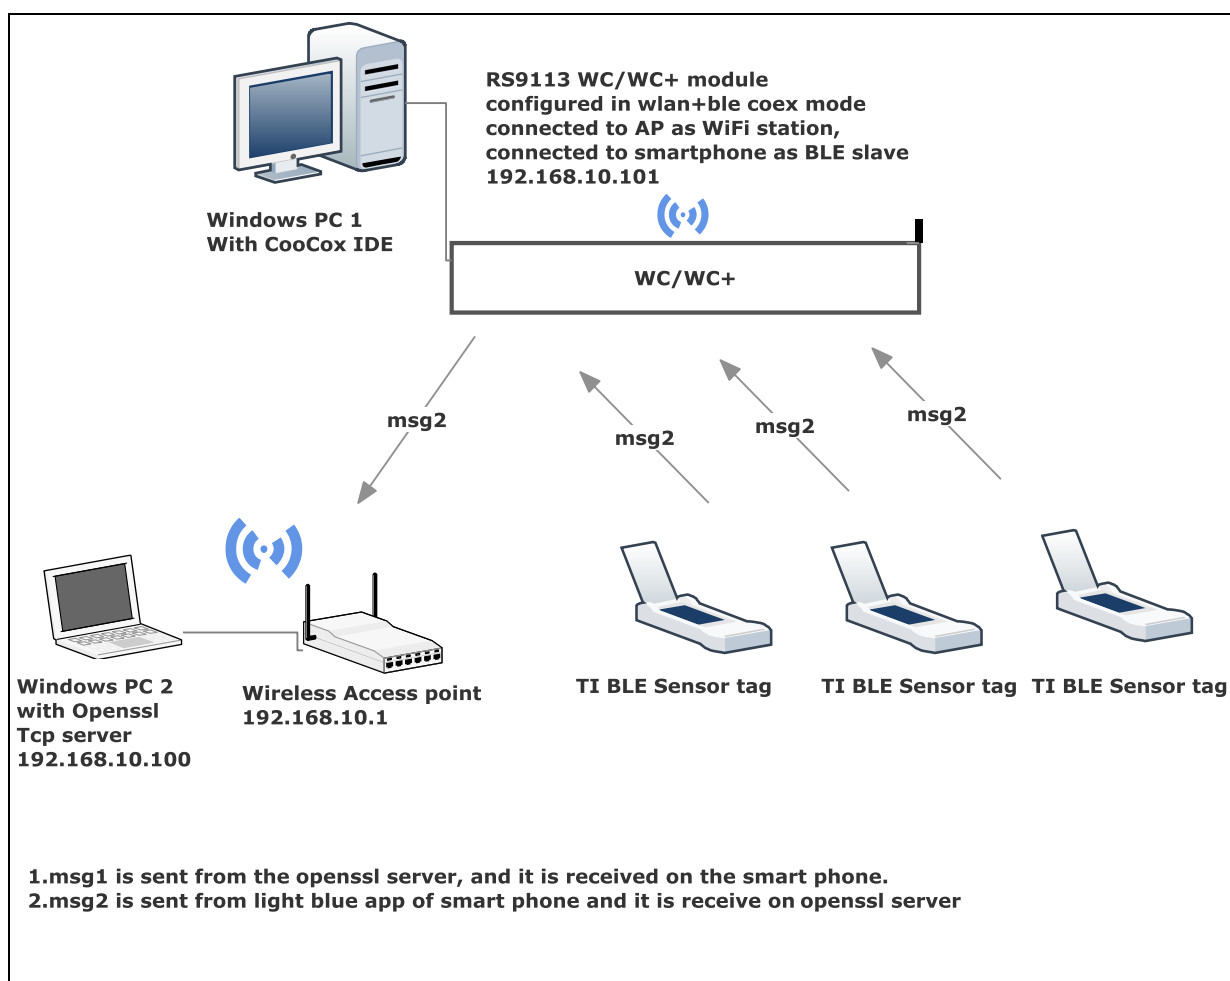 RS9113 WC/WC+ module
configured in wlan+ble coex mode
connected to AP as WiFi station,
connected to smartphone as BLE slave
192.168.10.101
Windows PC 1
With CooCox IDE
WC/WC+
msg2
msg2
msg2
msg2
Windows PC 2
with Openssl
Tcp server
192.168.10.100
Wireless Access point
192.168.10.1
TI BLE Sensor tag
TI BLE Sensor tag
TI BLE Sensor tag
1.msg1 is sent from the openssl server, and it is received on the smart phone.
2.msg2 is sent from light blue app of smart phone and it is receive on openssl server